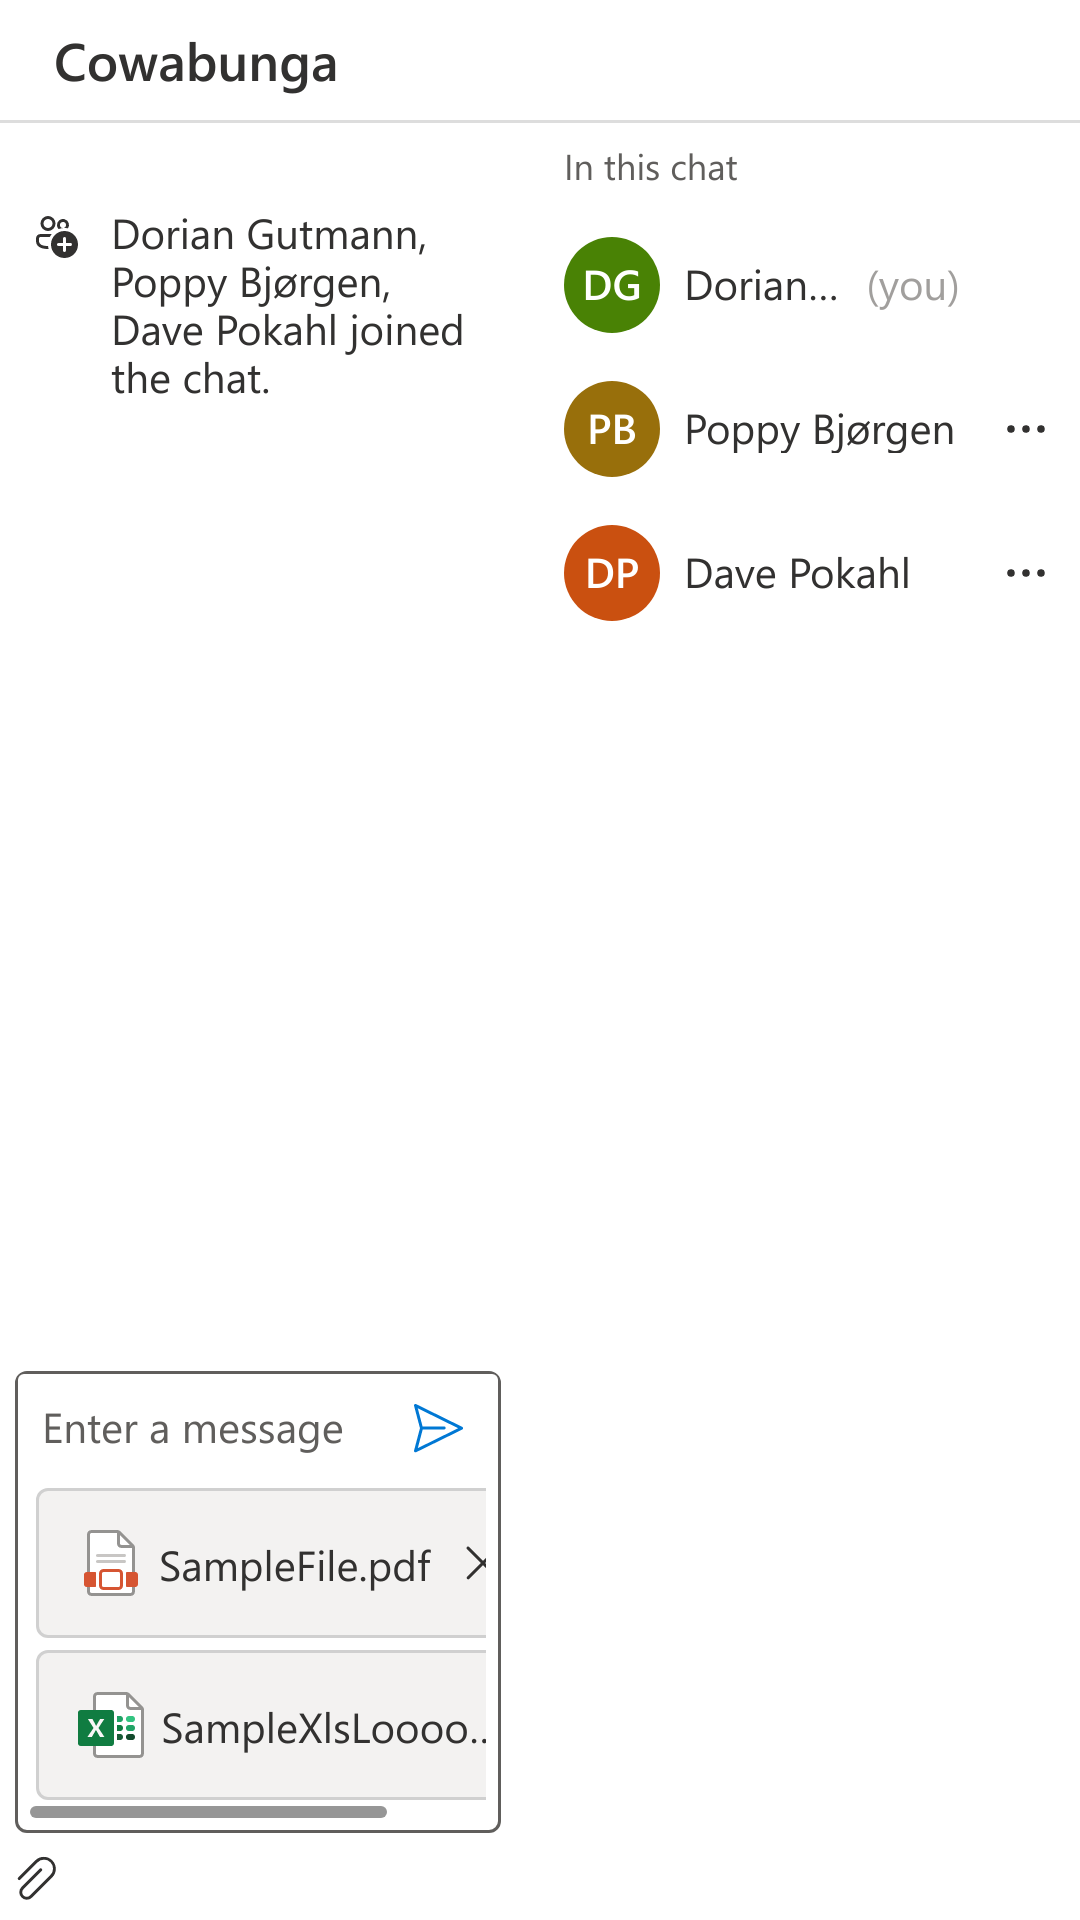 Cowabunga
Dorian Gutmann,
Poppy Bjørgen,
Dave Pokahl joined
the chat.
In this chat
DG Dorian... (you)
PB Poppy Bjørgen
DP Dave Pokahl
Enter a message
SampleFile.pdf
X SampleXlsLoooo..